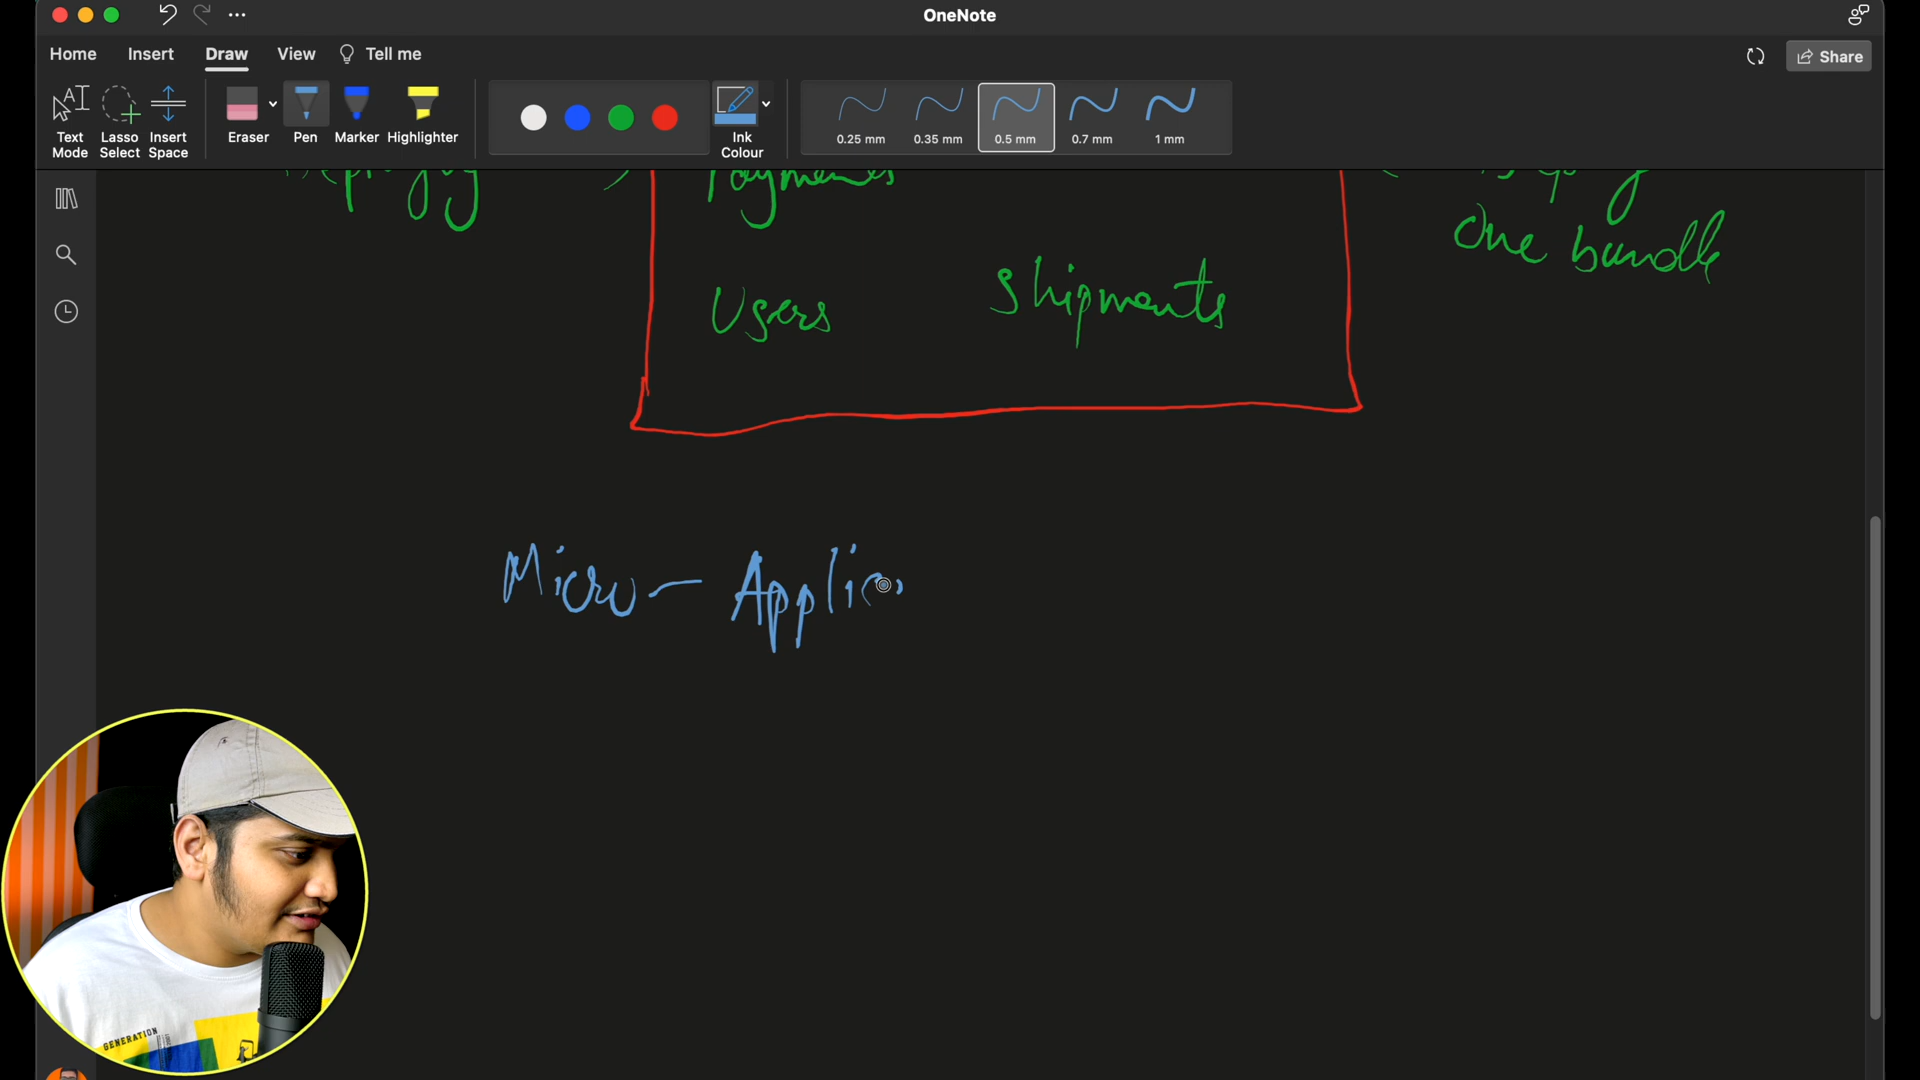 OneNote
Home Insert Draw View Tell me
Share
Text Mode
Lasso Select
Insert Space
Eraser
Pen
Marker
Highlighter
Ink Colour
0.25 mm
0.35 mm
0.5 mm
0.7 mm
1 mm
Payments
One bundle
Users
Shipments
Micro - Applic
GENERATION